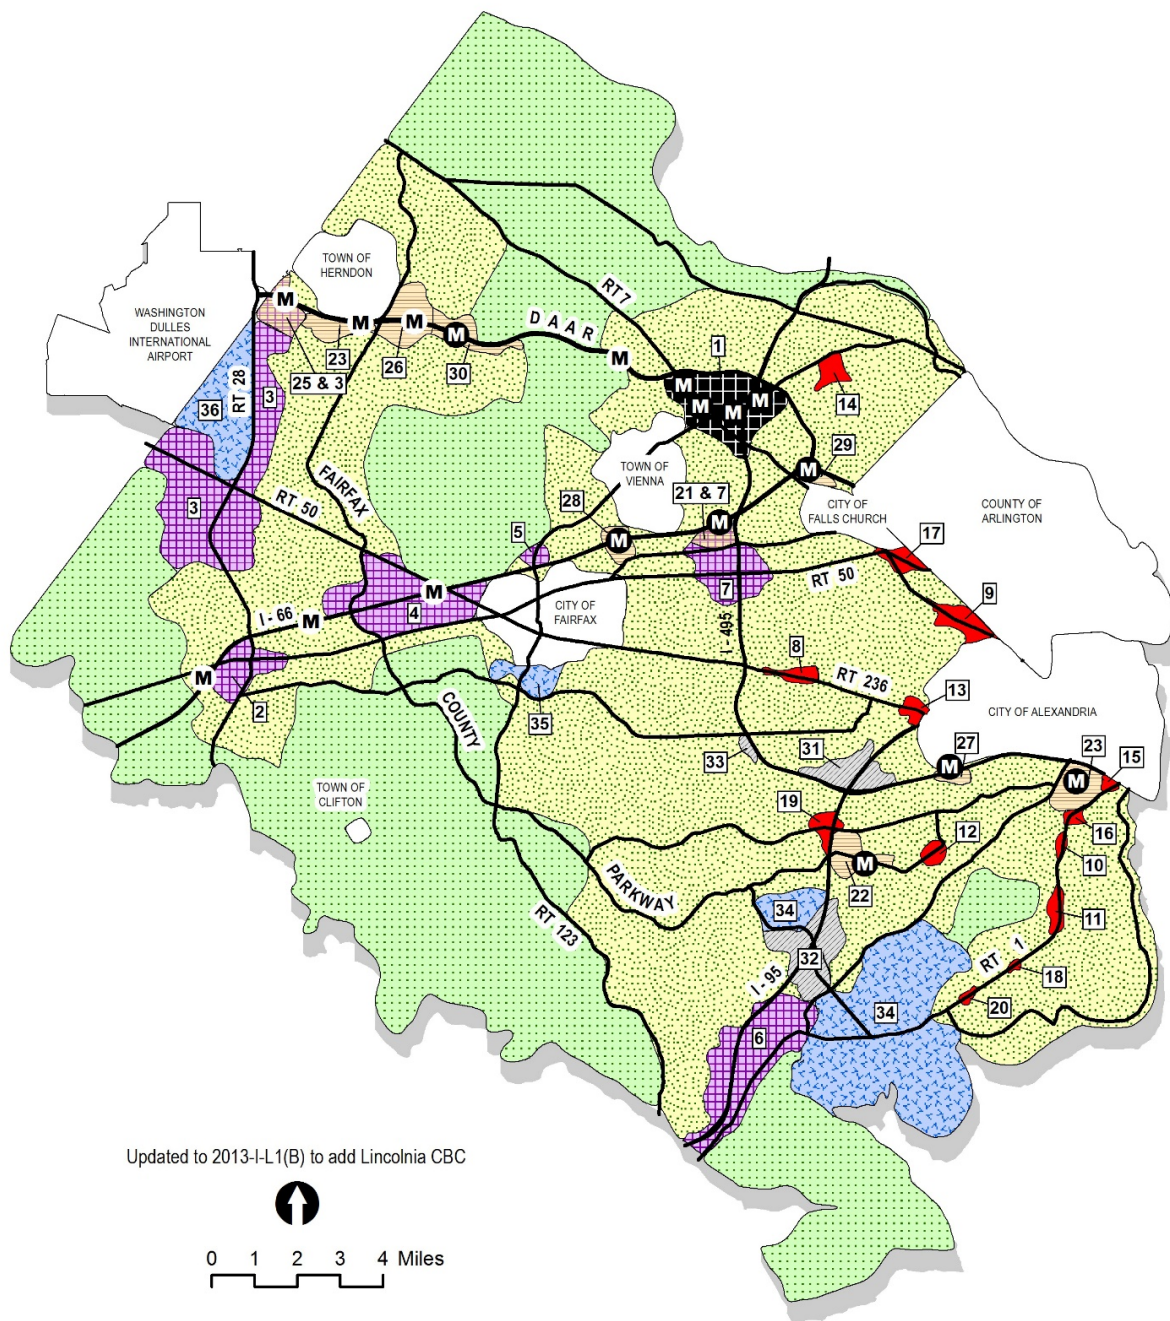 TOWN OF
HERNDON
WASHINGTON
DULLES
INTERNATIONAL
AIRPORT
RT 7
DAAR
M
M
M
M
M
23
26
30
25 & 3
1
M
M
M
M
14
RT 28
3
36
29
M
TOWN OF
VIENNA
21 & 7
M
CITY OF
FALLS CHURCH
COUNTY OF
ARLINGTON
FAIRFAX
RT 50
3
28
M
5
17
7
RT 50
9
M
4
CITY OF
FAIRFAX
I-66
M
I-495
8
RT 236
13
M
2
35
COUNTY
CITY OF ALEXANDRIA
33
31
27
M
23
M
15
TOWN OF
CLIFTON
19
16
12
10
M
22
PARKWAY
34
11
RT 123
32
RT 1
18
I-95
20
34
6
Updated to 2013-I-L1(B) to add Lincolnia CBC
0 1 2 3 4 Miles